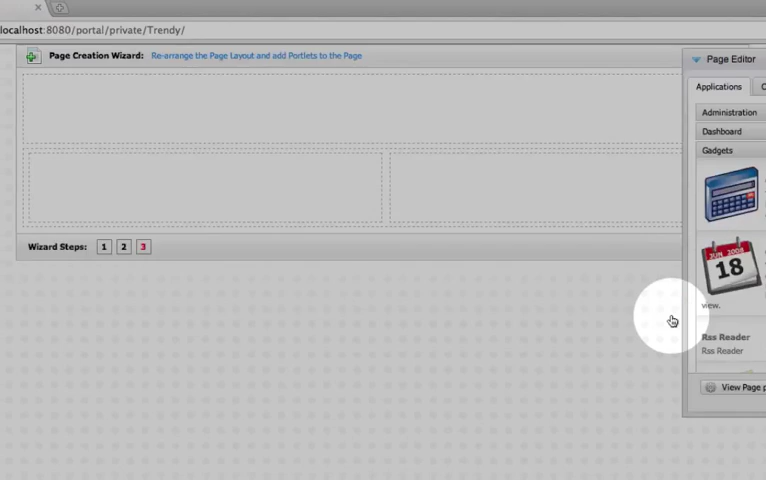 localhost:8080/portal/private/Trendy/
Page Creation Wizard: Re-arrange the Page Layout and add Portlets to the Page
Wizard Steps: 1 2 3
Page Editor
Applications
Administration
Dashboard
Gadgets
JUN 2008
18
view.
Rss Reader
Rss Reader
View Page